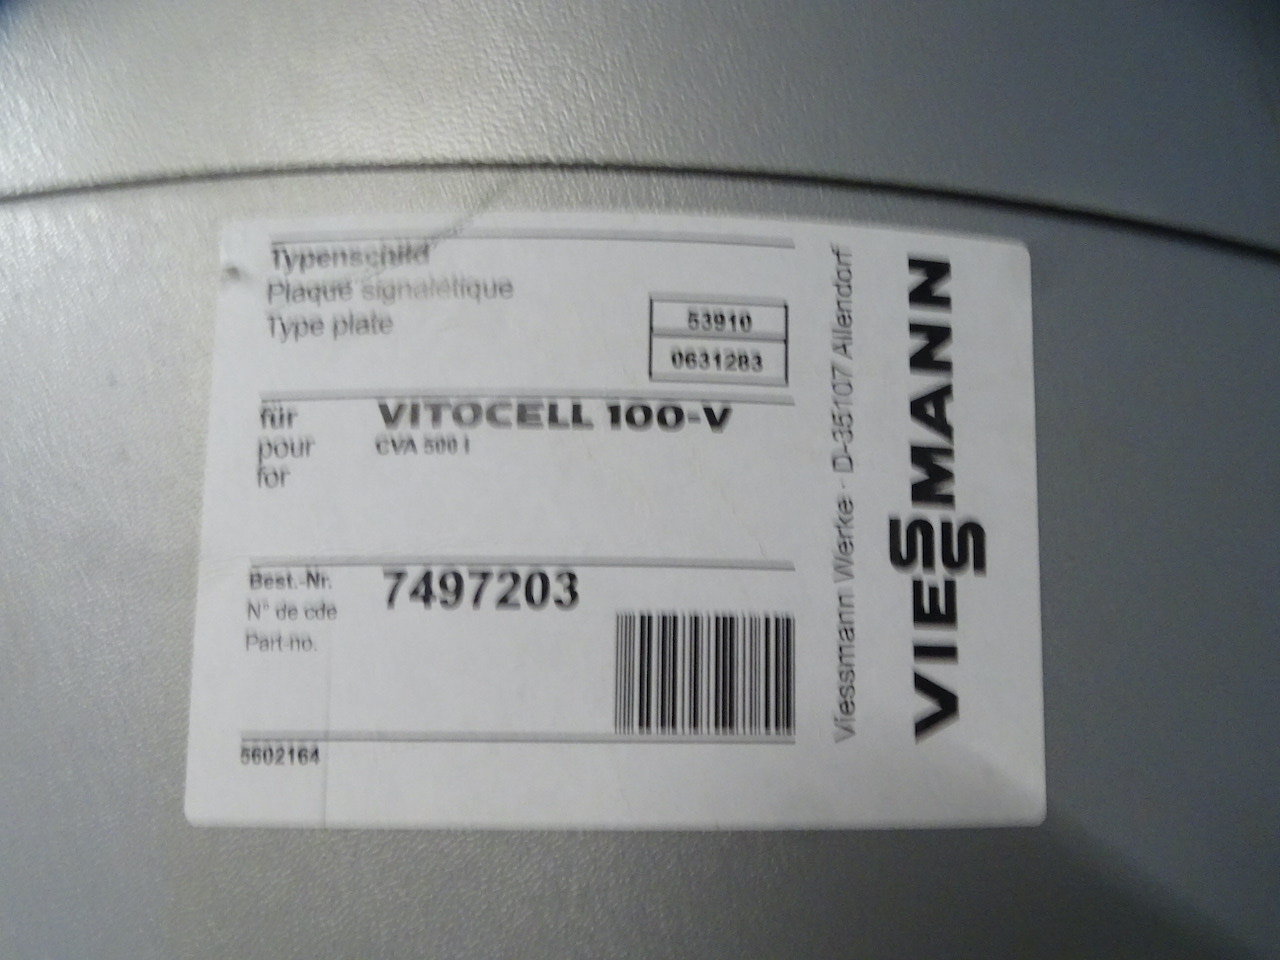 Typenschild
Plaque signalétique
Type plate
53910
0631283
für
pour
for
VITOCELL 100-V
CVA 500 l
Best.-Nr.
N° de cde
Part-no.
7497203
5602164
Viessmann Werke · D-35107 Allendorf
VIESSMANN